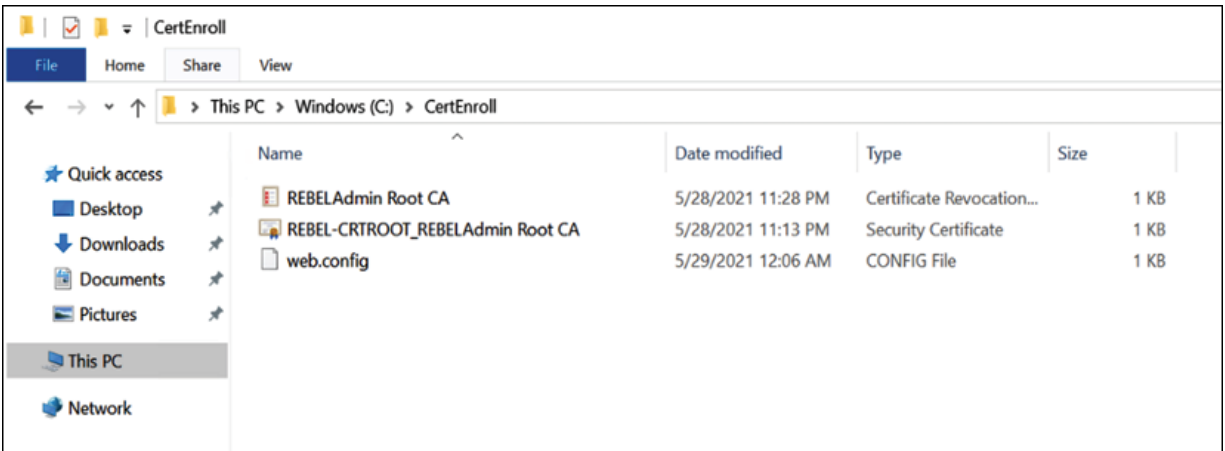 CertEnroll
File Home Share View
This PC > Windows (C:) > CertEnroll
Name Date modified Type Size
Quick access
Desktop
Downloads
Documents
Pictures
This PC
Network
REBELAdmin Root CA 5/28/2021 11:28 PM Certificate Revocation... 1 KB
REBEL-CRTROOT_REBELAdmin Root CA 5/28/2021 11:13 PM Security Certificate 1 KB
web.config 5/29/2021 12:06 AM CONFIG File 1 KB